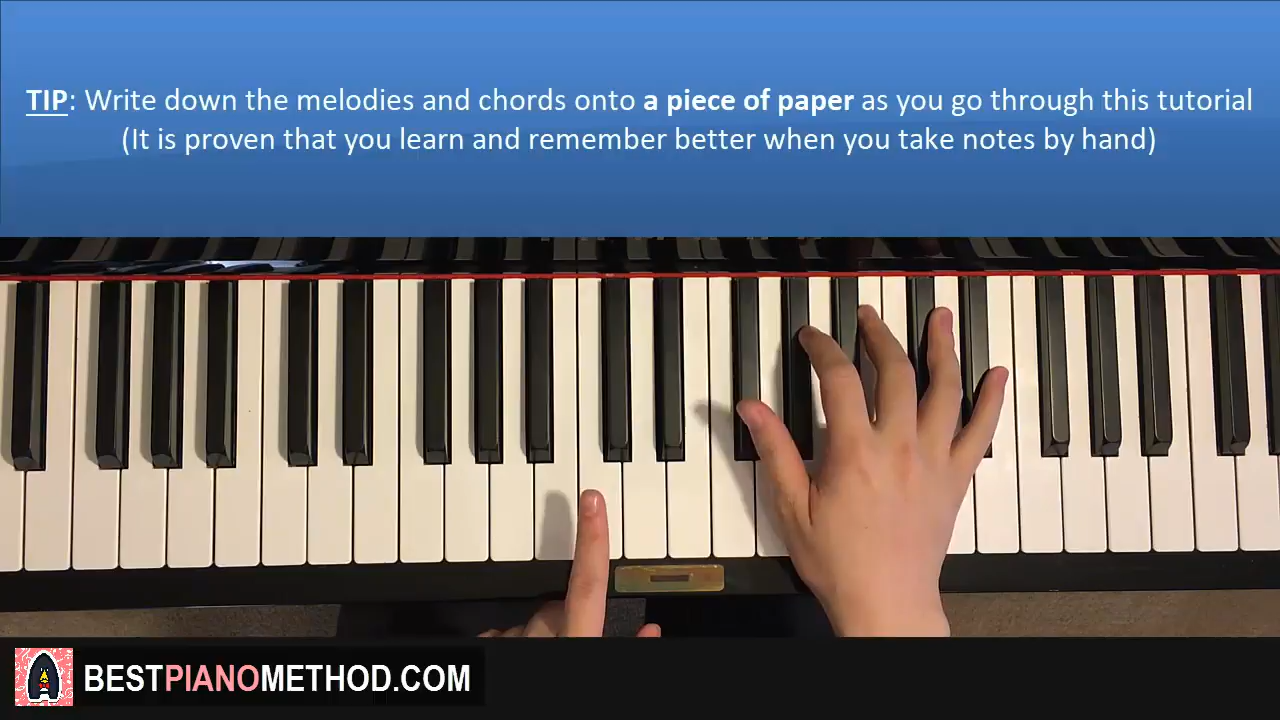 TIP: Write down the melodies and chords onto a piece of paper as you go through this tutorial
(It is proven that you learn and remember better when you take notes by hand)
BESTPIANOMETHOD.COM